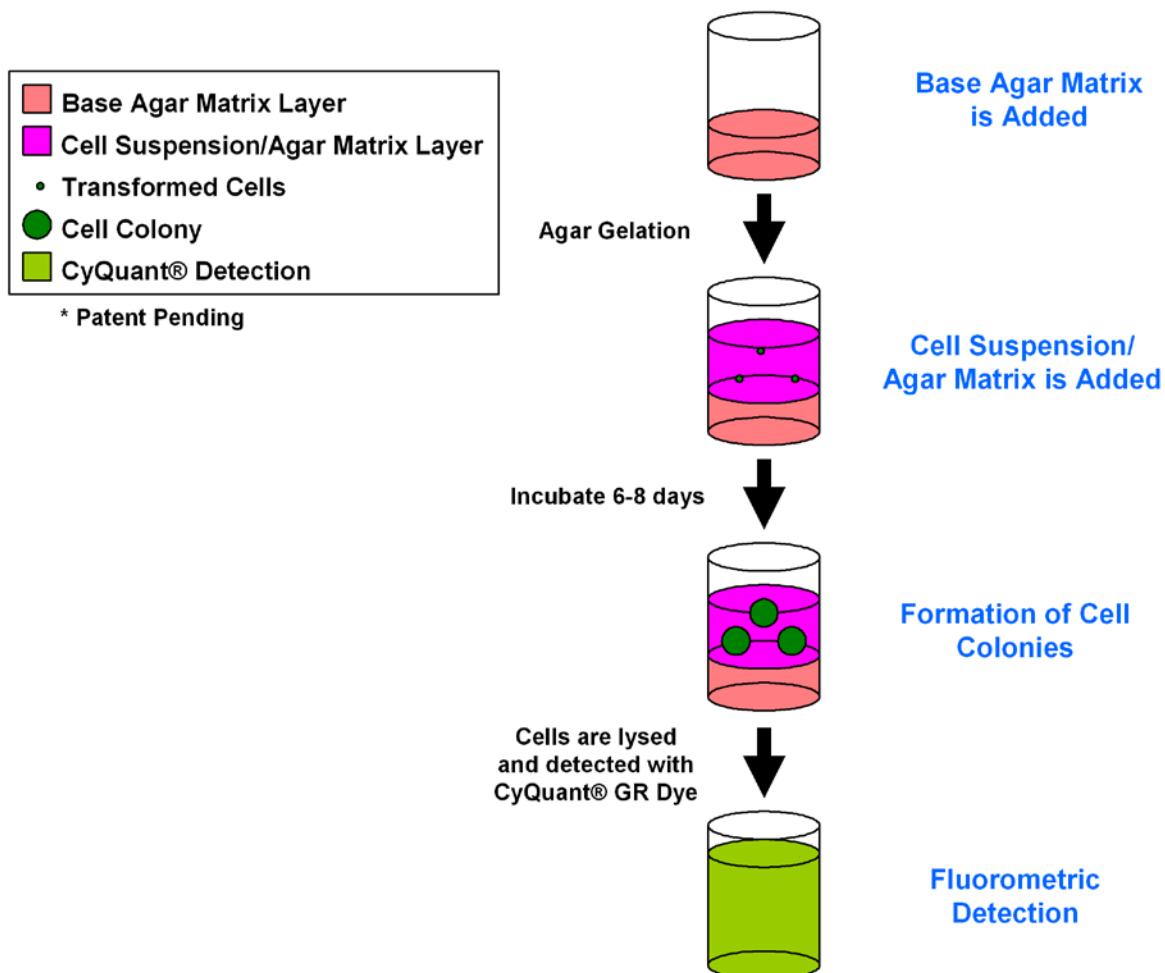 Base Agar Matrix Layer
Cell Suspension/Agar Matrix Layer
Transformed Cells
Cell Colony
CyQuant® Detection
* Patent Pending
Base Agar Matrix
is Added
Agar Gelation
Cell Suspension/
Agar Matrix is Added
Incubate 6-8 days
Formation of Cell
Colonies
Cells are lysed
and detected with
CyQuant® GR Dye
Fluorometric
Detection